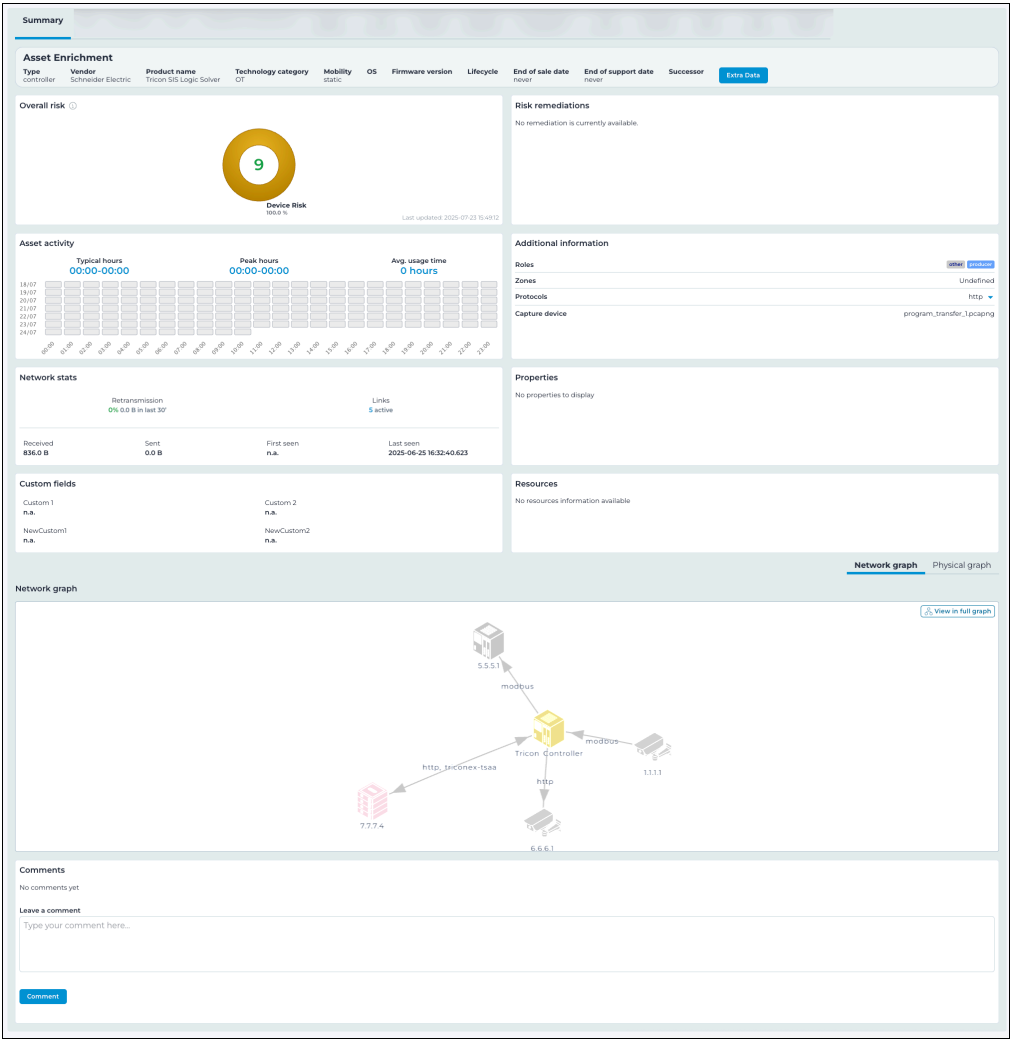 Summary
Asset Enrichment
Type Vendor Product name Technology category Mobility OS Firmware version Lifecycle End of sale date End of support date Successor Extra Data
controller Schneider Electric Tricon SIS Logic Solver OT static never never
Overall risk
9
Device Risk
100.0 %
Last updated: 2025-07-23 15:49:12
Risk remediations
No remediation is currently available.
Asset activity
Typical hours Peak hours Avg. usage time
00:00-00:00 00:00-00:00 0 hours
18/07
19/07
20/07
21/07
22/07
23/07
24/07
00:00 01:00 02:00 03:00 04:00 05:00 06:00 07:00 08:00 09:00 10:00 11:00 12:00 13:00 14:00 15:00 16:00 17:00 18:00 19:00 20:00 21:00 22:00 23:00
Additional information
Roles other producer
Zones Undefined
Protocols http
Capture device program_transfer_1.pcapng
Network stats
Retransmission Links
0% 0.0 B in last 30' 5 active
Received Sent First seen Last seen
836.0 B 0.0 B n.a. 2025-06-25 16:32:40.623
Properties
No properties to display
Custom fields
Custom 1 Custom 2
n.a. n.a.
NewCustom1 NewCustom2
n.a. n.a.
Resources
No resources information available
Network graph Physical graph
Network graph
View in full graph
5.5.5.1
modbus
modbus
Tricon Controller
http, triconex-tsaa
1.1.1.1
http
7.7.7.4
6.6.6.1
Comments
No comments yet
Leave a comment
Type your comment here...
Comment